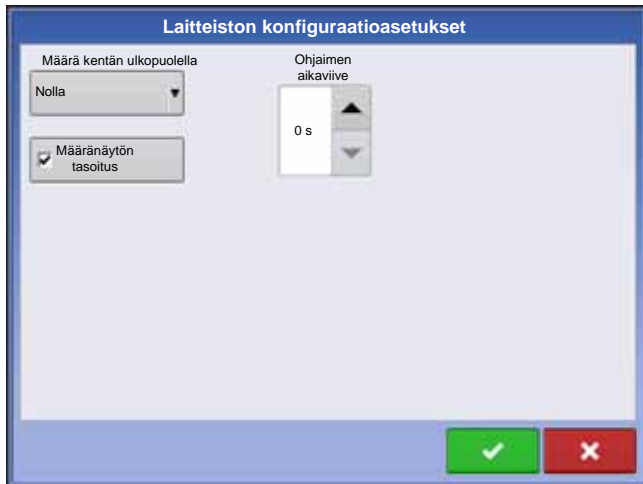 Laitteiston konfiguraatioasetukset
Määrä kentän ulkopuolella
Nolla
Määränäytön
tasoitus
Ohjaimen
aikaviive
0 s